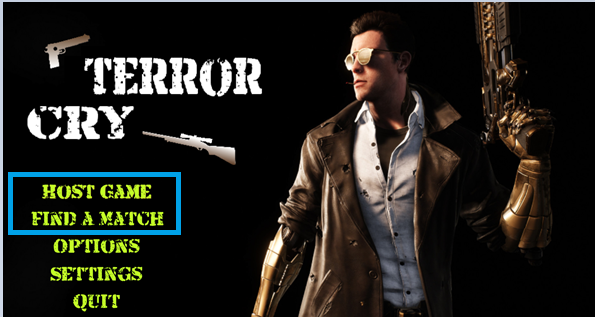 TERROR
CRY
HOST GAME
FIND A MATCH
OPTIONS
SETTINGS
QUIT